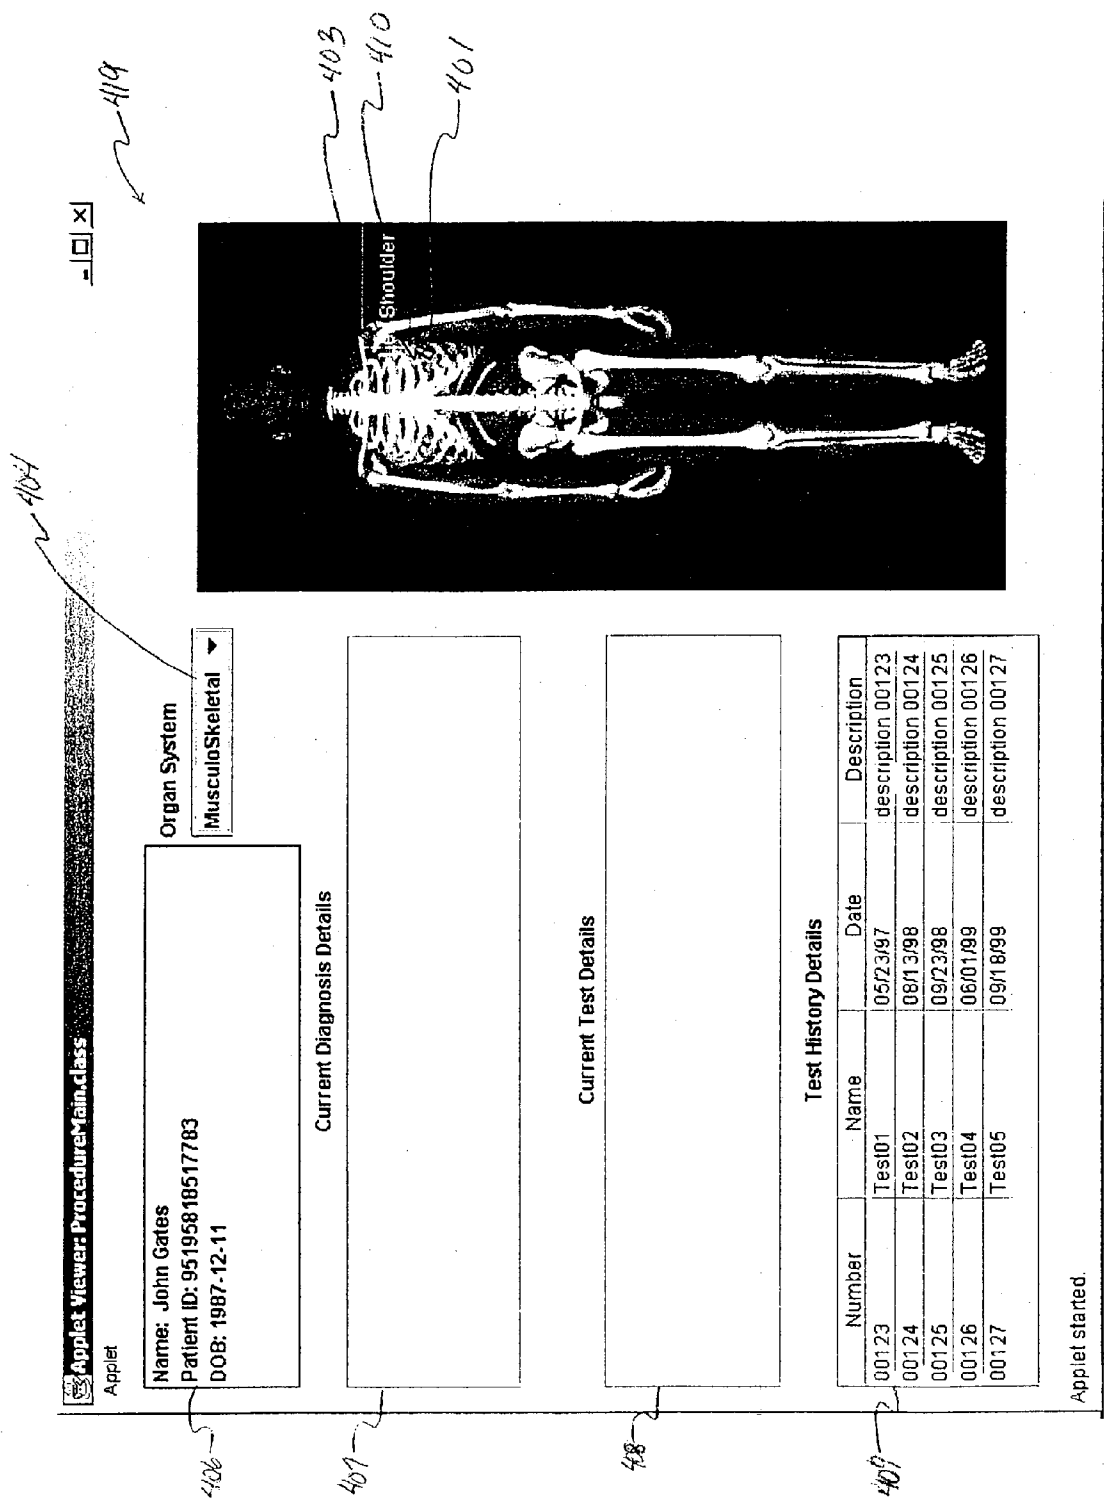 Applet Viewer: ProcedureMain.class
Applet
Name: John Gates
Patient ID: 95195818517783
DOB: 1987-12-11
Organ System
MusculoSkeletal
Current Diagnosis Details
Current Test Details
Test History Details
Number Name Date Description
00123 Test01 05/23/97 description 00123
00124 Test02 08/13/98 description 00124
00125 Test03 09/23/98 description 00125
00126 Test04 06/01/99 description 00126
00127 Test05 09/18/99 description 00127
Applet started.
Shoulder
404
419
403
410
401
406
407
408
409